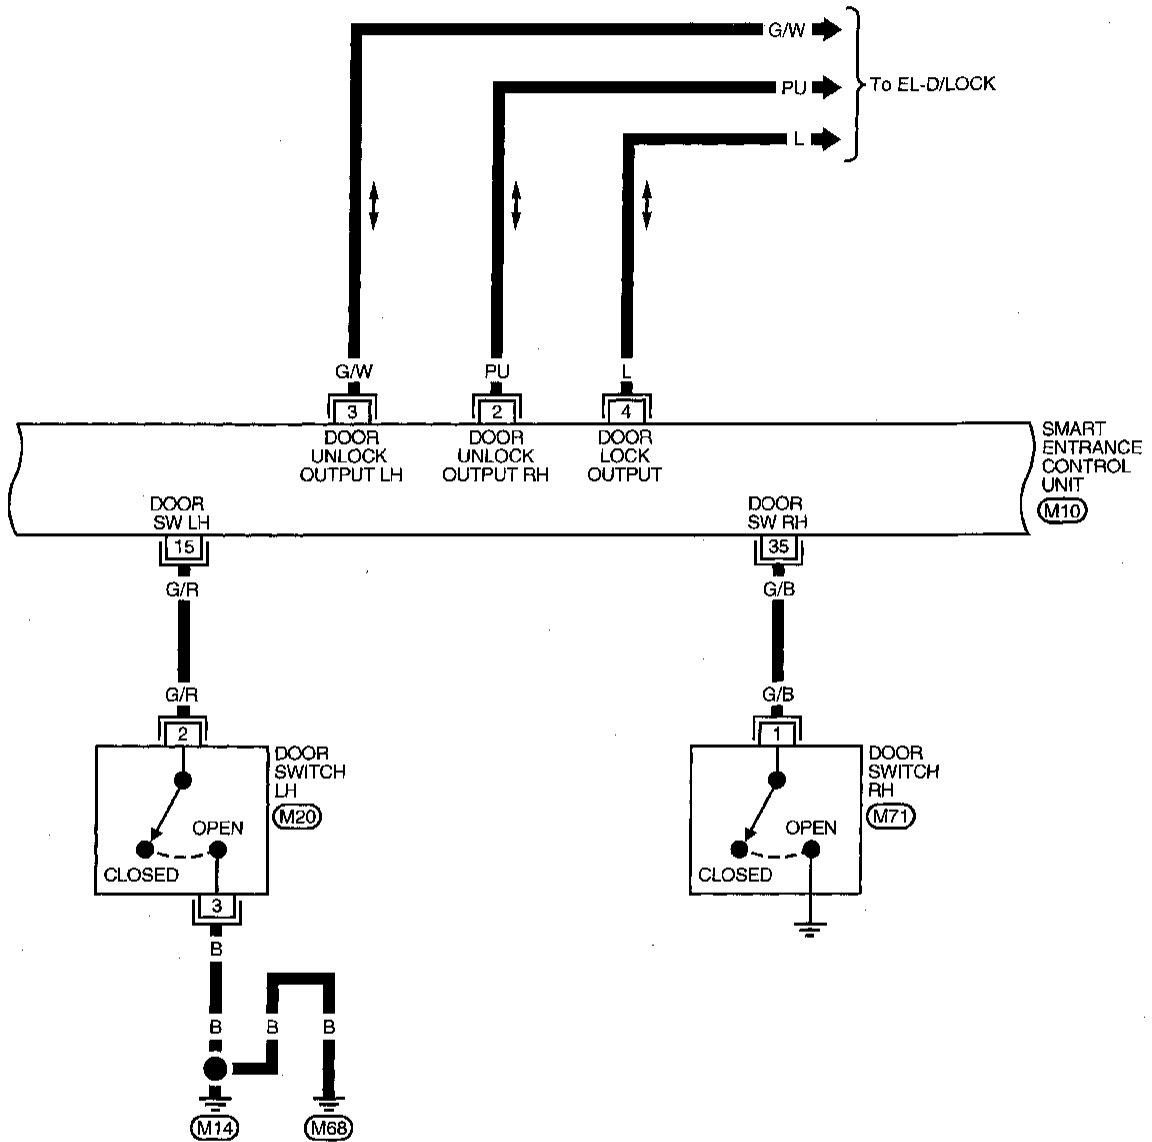 G/W
PU
L
To EL-D/LOCK
G/W
PU
L
3
2
4
DOOR
UNLOCK
OUTPUT LH
DOOR
UNLOCK
OUTPUT RH
DOOR
LOCK
OUTPUT
SMART
ENTRANCE
CONTROL
UNIT
M10
DOOR
SW LH
DOOR
SW RH
15
35
G/R
G/B
G/R
G/B
2
1
DOOR
SWITCH
LH
M20
OPEN
CLOSED
DOOR
SWITCH
RH
M71
OPEN
CLOSED
3
B
B
B
B
M14
M68